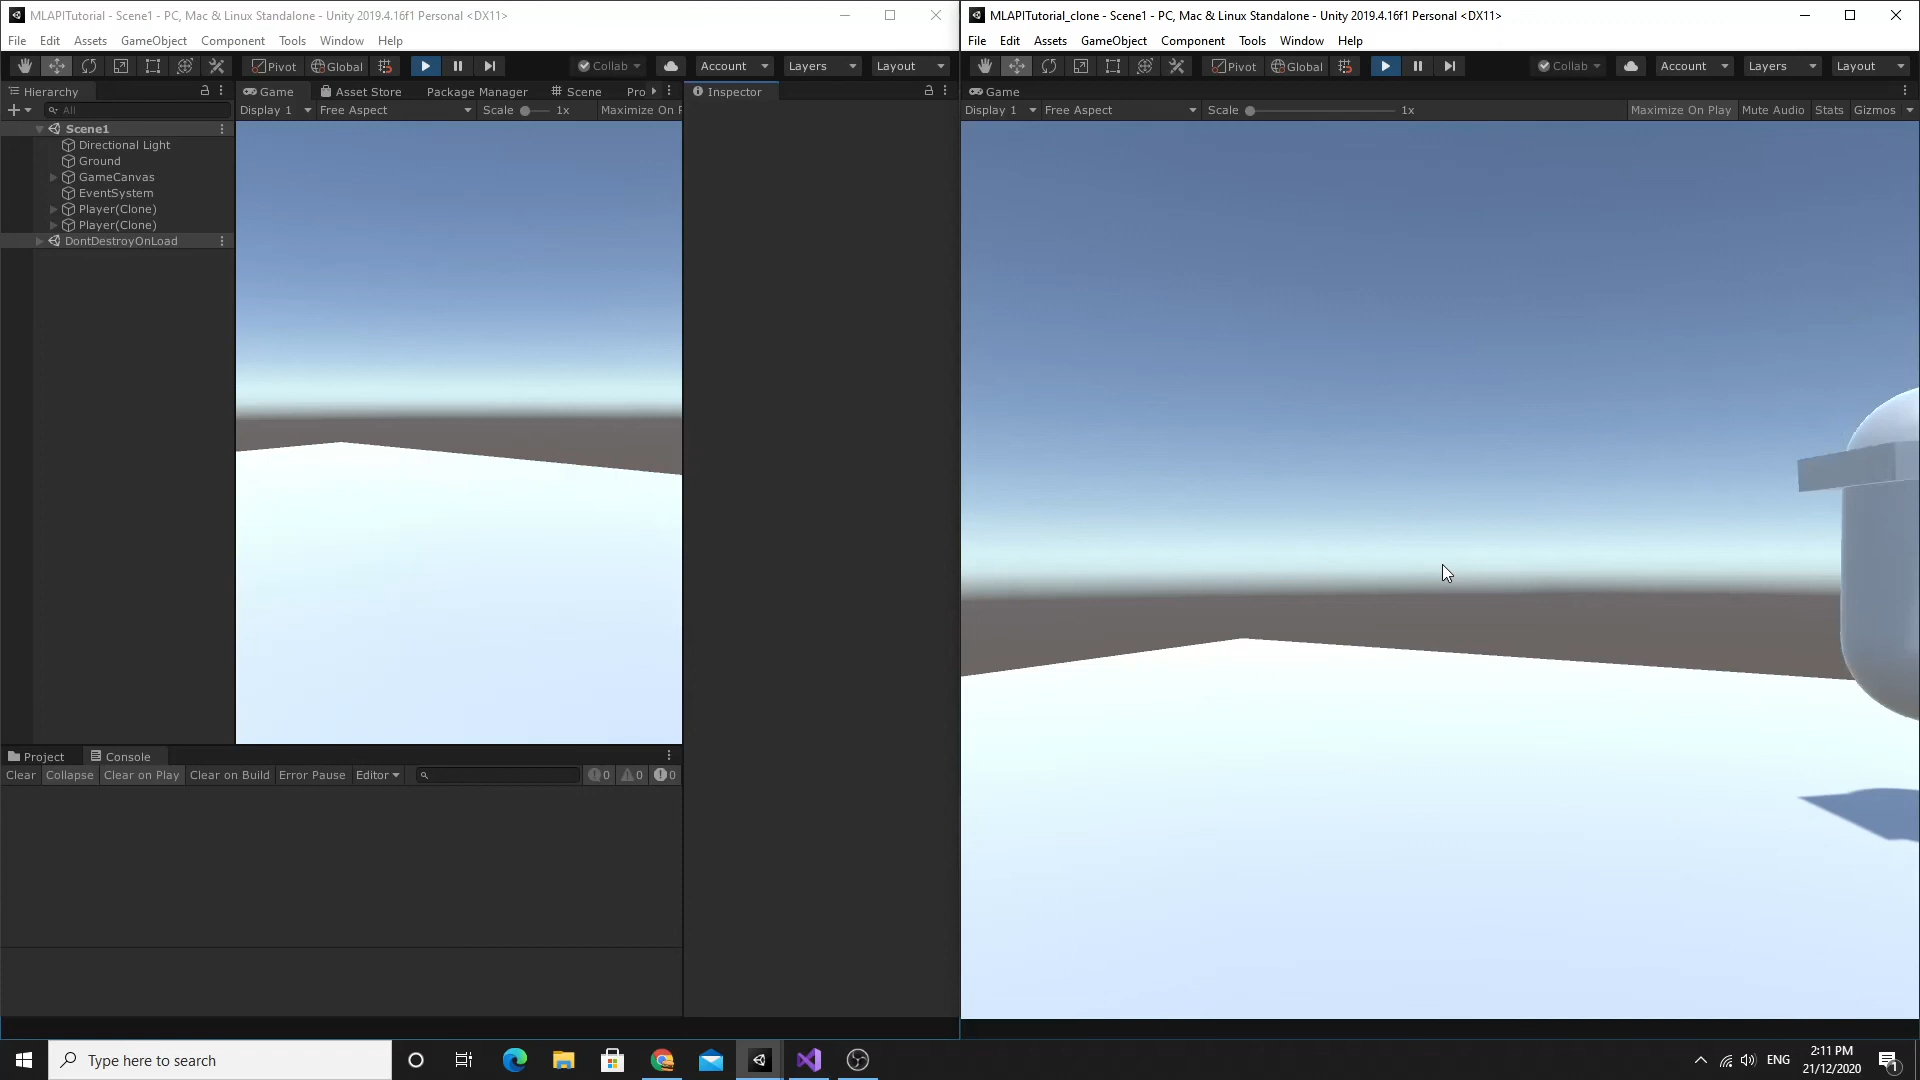 MLAPITutorial - Scene1 - PC, Mac & Linux Standalone - Unity 2019.4.16f1 Personal <DX11>
File Edit Assets GameObject Component Tools Window Help
Pivot Global Collab Account Layers Layout
Hierarchy
All
Scene1
Directional Light
Ground
GameCanvas
EventSystem
Player(Clone)
Player(Clone)
DontDestroyOnLoad
Game Asset Store Package Manager Scene Pro
Display 1 Free Aspect Scale 1x Maximize On P
Inspector
Project Console
Clear Collapse Clear on Play Clear on Build Error Pause Editor 0 0 0
MLAPITutorial_clone - Scene1 - PC, Mac & Linux Standalone - Unity 2019.4.16f1 Personal <DX11>
File Edit Assets GameObject Component Tools Window Help
Pivot Global Collab Account Layers Layout
Game
Display 1 Free Aspect Scale 1x Maximize On Play Mute Audio Stats Gizmos
Type here to search
ENG
2:11 PM
21/12/2020
1